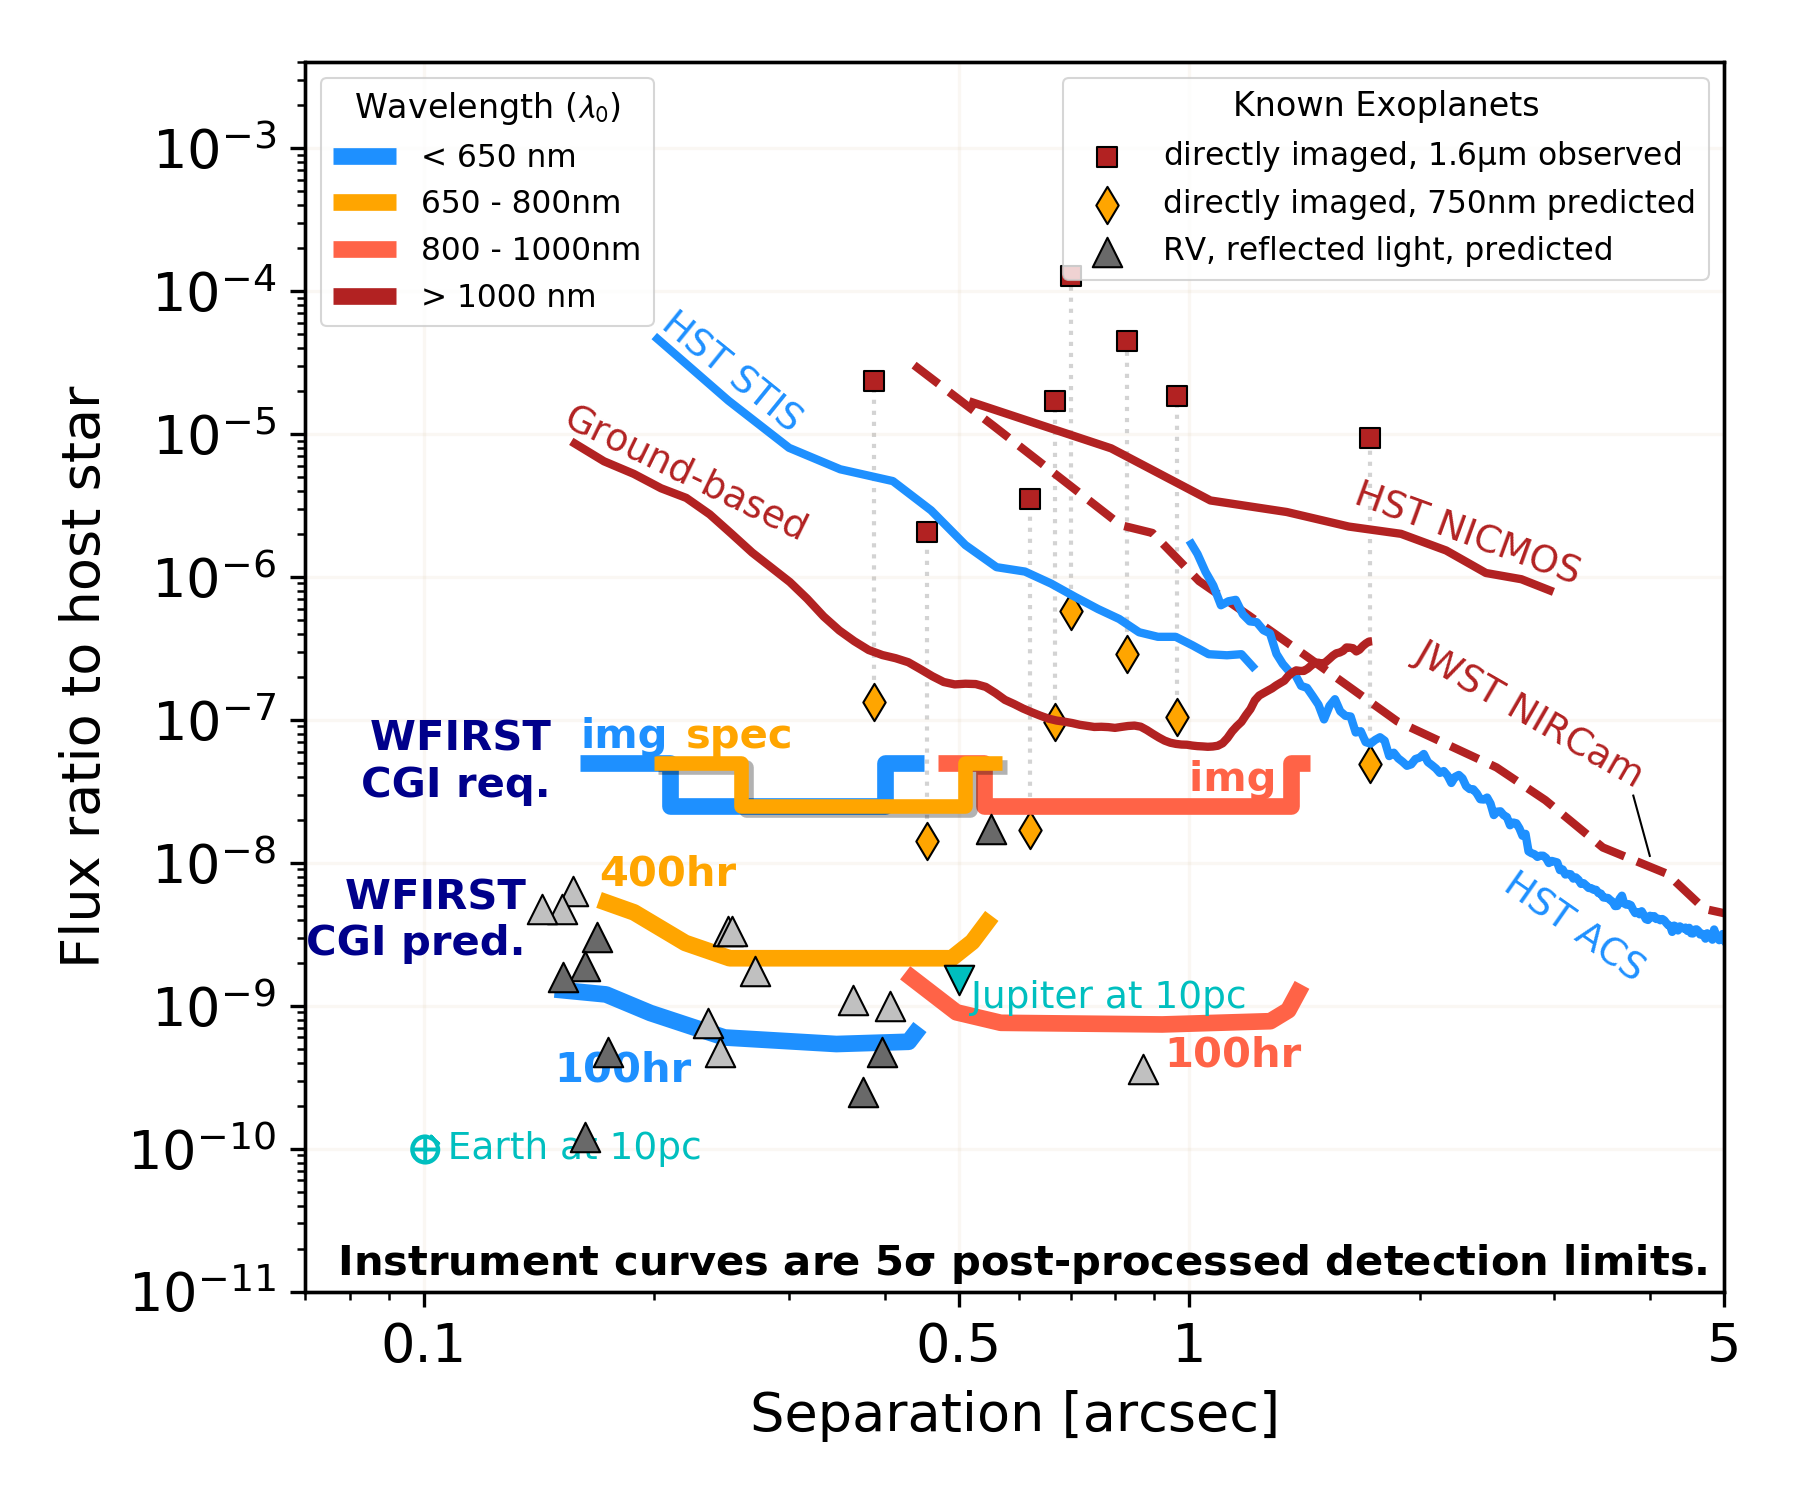 Wavelength (λ₀)
< 650 nm
650 - 800nm
800 - 1000nm
> 1000 nm
Known Exoplanets
directly imaged, 1.6μm observed
directly imaged, 750nm predicted
RV, reflected light, predicted
Flux ratio to host star
10⁻³
10⁻⁴
10⁻⁵
10⁻⁶
10⁻⁷
10⁻⁸
10⁻⁹
10⁻¹⁰
10⁻¹¹
HST STIS
Ground-based
HST NICMOS
JWST NIRCam
HST ACS
WFIRST
CGI req.
img
spec
img
WFIRST
CGI pred.
400hr
100hr
Jupiter at 10pc
100hr
Earth at 10pc
Instrument curves are 5σ post-processed detection limits.
0.1
0.5
1
5
Separation [arcsec]